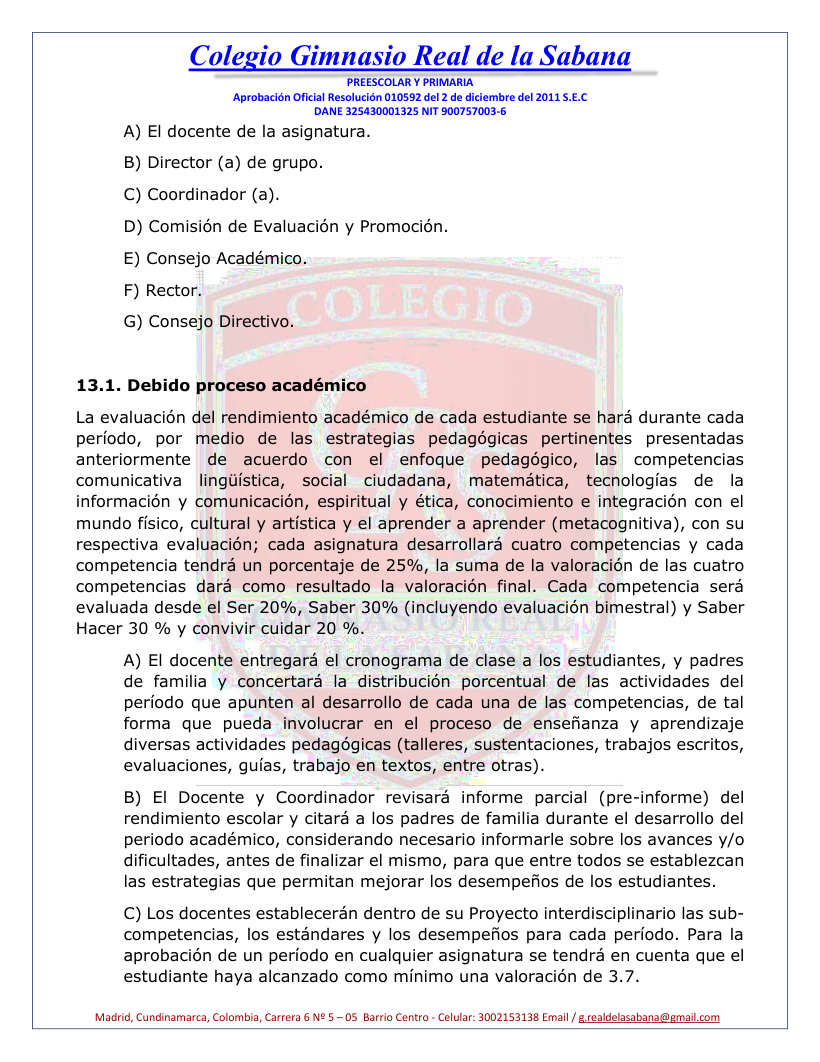 Colegio Gimnasio Real de la Sabana
PREESCOLAR Y PRIMARIA
Aprobación Oficial Resolución 010592 del 2 de diciembre del 2011 S.E.C
DANE 325430001325 NIT 900757003-6
A) El docente de la asignatura.
B) Director (a) de grupo.
C) Coordinador (a).
D) Comisión de Evaluación y Promoción.
E) Consejo Académico.
F) Rector.
G) Consejo Directivo.
COLEGIO
GRS
GIMNASIO REAL
DE LA SABANA
13.1. Debido proceso académico
La evaluación del rendimiento académico de cada estudiante se hará durante cada
período, por medio de las estrategias pedagógicas pertinentes presentadas
anteriormente de acuerdo con el enfoque pedagógico, las competencias
comunicativa lingüística, social ciudadana, matemática, tecnologías de la
información y comunicación, espiritual y ética, conocimiento e integración con el
mundo físico, cultural y artística y el aprender a aprender (metacognitiva), con su
respectiva evaluación; cada asignatura desarrollará cuatro competencias y cada
competencia tendrá un porcentaje de 25%, la suma de la valoración de las cuatro
competencias dará como resultado la valoración final. Cada competencia será
evaluada desde el Ser 20%, Saber 30% (incluyendo evaluación bimestral) y Saber
Hacer 30 % y convivir cuidar 20 %.
A) El docente entregará el cronograma de clase a los estudiantes, y padres
de familia y concertará la distribución porcentual de las actividades del
período que apunten al desarrollo de cada una de las competencias, de tal
forma que pueda involucrar en el proceso de enseñanza y aprendizaje
diversas actividades pedagógicas (talleres, sustentaciones, trabajos escritos,
evaluaciones, guías, trabajo en textos, entre otras).
B) El Docente y Coordinador revisará informe parcial (pre-informe) del
rendimiento escolar y citará a los padres de familia durante el desarrollo del
periodo académico, considerando necesario informarle sobre los avances y/o
dificultades, antes de finalizar el mismo, para que entre todos se establezcan
las estrategias que permitan mejorar los desempeños de los estudiantes.
C) Los docentes establecerán dentro de su Proyecto interdisciplinario las sub-
competencias, los estándares y los desempeños para cada período. Para la
aprobación de un período en cualquier asignatura se tendrá en cuenta que el
estudiante haya alcanzado como mínimo una valoración de 3.7.
Madrid, Cundinamarca, Colombia, Carrera 6 Nº 5 – 05 Barrio Centro - Celular: 3002153138 Email / g.realdelasabana@gmail.com